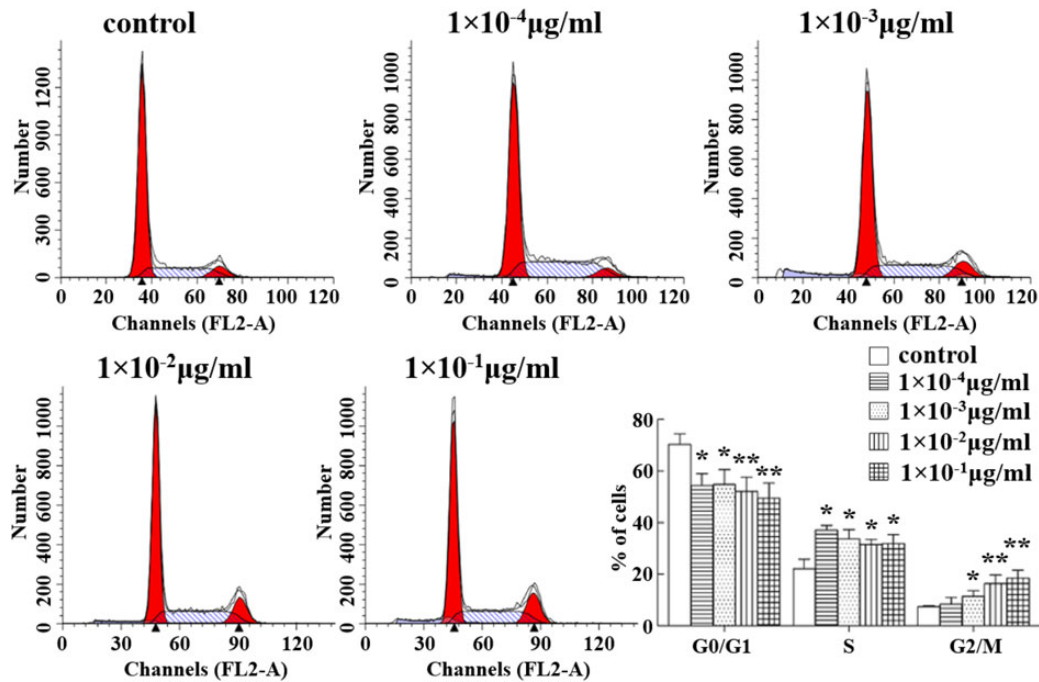 control
1×10⁻⁴μg/ml
1×10⁻³μg/ml
Number
0 300 600 900 1200
0 20 40 60 80 100 120
Channels (FL2-A)
Number
0 200 400 600 800 1000
0 20 40 60 80 100 120
Channels (FL2-A)
Number
0 200 400 600 800 1000
0 20 40 60 80 100 120
Channels (FL2-A)
1×10⁻²μg/ml
1×10⁻¹μg/ml
Number
0 200 400 600 800 1000
0 30 60 90 120
Channels (FL2-A)
Number
0 200 400 600 800 1000
0 30 60 90 120
Channels (FL2-A)
control
1×10⁻⁴μg/ml
1×10⁻³μg/ml
1×10⁻²μg/ml
1×10⁻¹μg/ml
% of cells
80
60
40
20
0
* * ** **
* * * *
* ** **
G0/G1 S G2/M